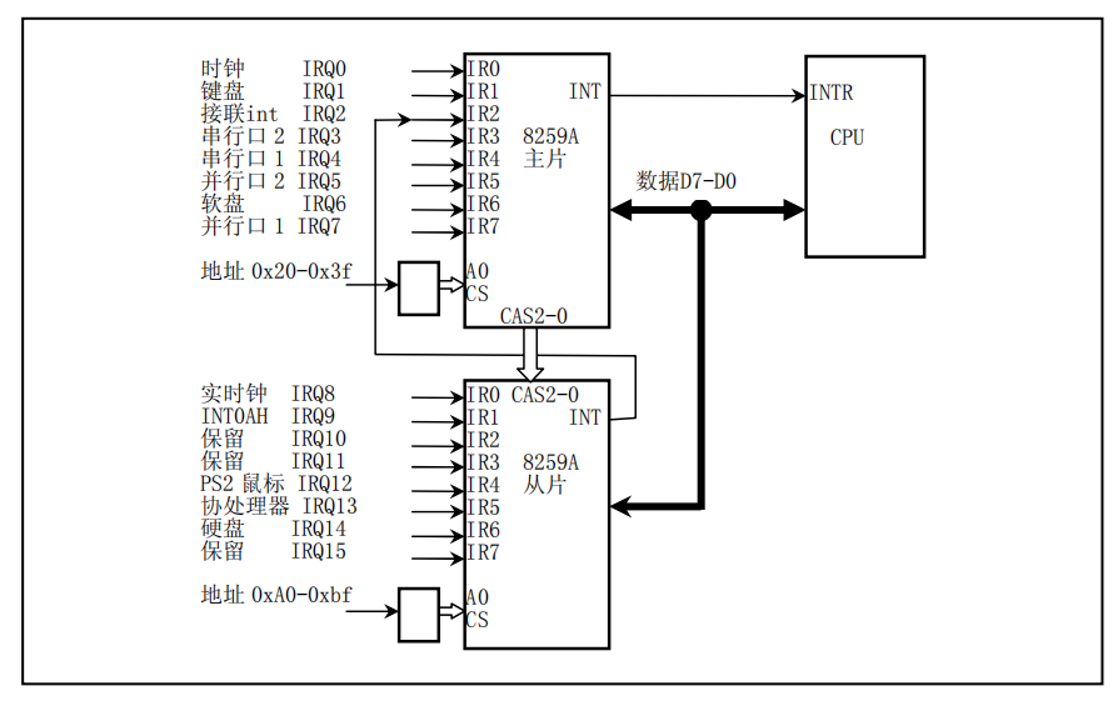 时钟 IRQ0
键盘 IRQ1
接联int IRQ2
串行口 2 IRQ3
串行口 1 IRQ4
并行口 2 IRQ5
软盘 IRQ6
并行口 1 IRQ7
地址 0x20-0x3f
IR0
IR1
IR2
IR3
IR4
IR5
IR6
IR7
INT
8259A
主片
A0
CS
CAS2-0
INTR
CPU
数据D7-D0
实时钟 IRQ8
INT0AH IRQ9
保留 IRQ10
保留 IRQ11
PS2 鼠标 IRQ12
协处理器 IRQ13
硬盘 IRQ14
保留 IRQ15
地址 0xA0-0xbf
IR0 CAS2-0
IR1
IR2
IR3
IR4
IR5
IR6
IR7
INT
8259A
从片
A0
CS